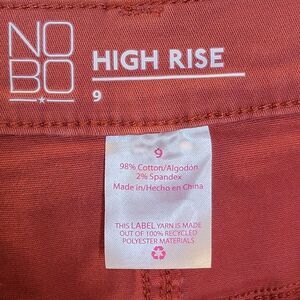 NO
BO
HIGH RISE
9
9
98% Cotton/Algodón
2% Spandex
Made in/Hecho en China
THIS LABEL YARN IS MADE
OUT OF 100% RECYCLED
POLYESTER MATERIALS